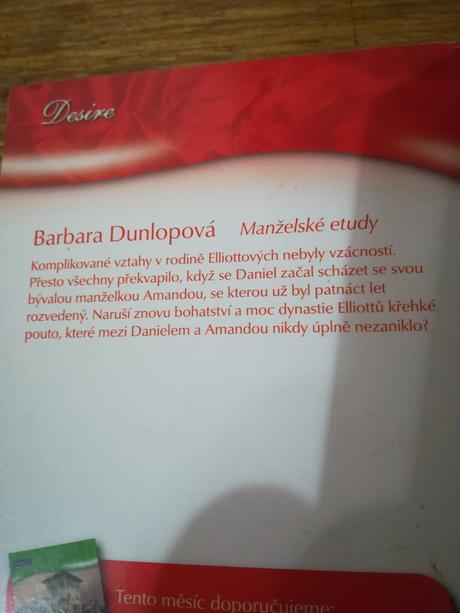 Desire
Barbara Dunlopová Manželské etudy
Komplikované vztahy v rodině Elliottových nebyly vzácností.
Přesto všechny překvapilo, když se Daniel začal scházet se svou
bývalou manželkou Amandou, se kterou už byl patnáct let
rozvedený. Naruší znovu bohatství a moc dynastie Elliottů křehké
pouto, které mezi Danielem a Amandou nikdy úplně nezaniklo?
Tento měsíc doporučujeme: